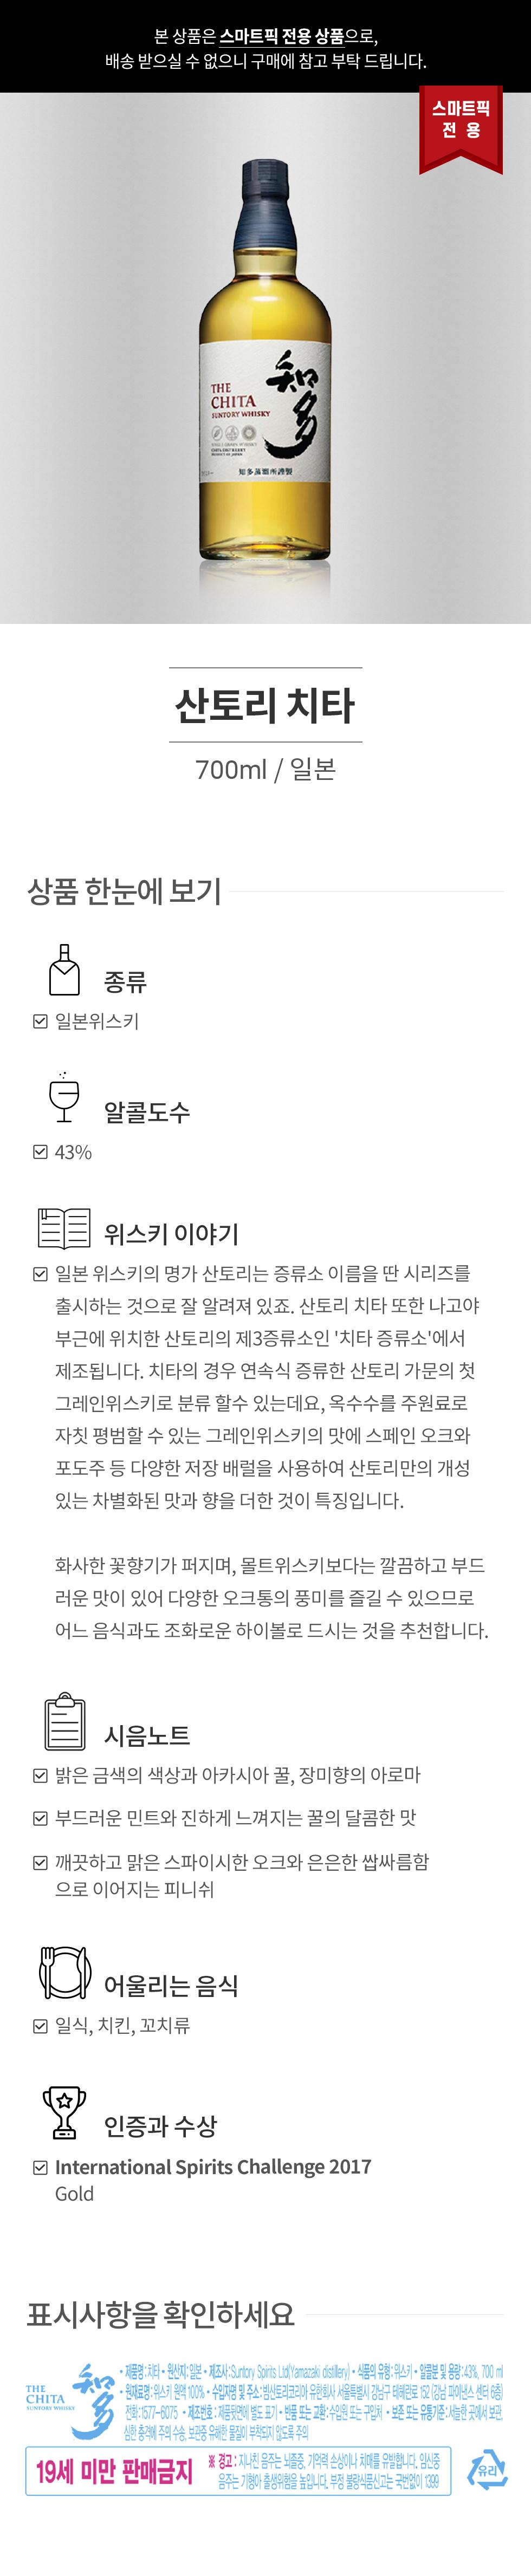 본 상품은 스마트픽 전용 상품으로,
배송 받으실 수 없으니 구매에 참고 부탁 드립니다.
스마트픽
전 용
知多
THE
CHITA
SUNTORY WHISKY
知多蒸溜所謹製
산토리 치타
700ml / 일본
상품 한눈에 보기
종류
일본위스키
알콜도수
43%
위스키 이야기
일본 위스키의 명가 산토리는 증류소 이름을 딴 시리즈를
출시하는 것으로 잘 알려져 있죠. 산토리 치타 또한 나고야
부근에 위치한 산토리의 제3증류소인 '치타 증류소'에서
제조됩니다. 치타의 경우 연속식 증류한 산토리 가문의 첫
그레인위스키로 분류 할수 있는데요, 옥수수를 주원료로
자칫 평범할 수 있는 그레인위스키의 맛에 스페인 오크와
포도주 등 다양한 저장 배럴을 사용하여 산토리만의 개성
있는 차별화된 맛과 향을 더한 것이 특징입니다.
화사한 꽃향기가 퍼지며, 몰트위스키보다는 깔끔하고 부드
러운 맛이 있어 다양한 오크통의 풍미를 즐길 수 있으므로
어느 음식과도 조화로운 하이볼로 드시는 것을 추천합니다.
시음노트
밝은 금색의 색상과 아카시아 꿀, 장미향의 아로마
부드러운 민트와 진하게 느껴지는 꿀의 달콤한 맛
깨끗하고 맑은 스파이시한 오크와 은은한 쌉싸름함
으로 이어지는 피니쉬
어울리는 음식
일식, 치킨, 꼬치류
인증과 수상
International Spirits Challenge 2017
Gold
표시사항을 확인하세요
THE
CHITA
SUNTORY WHISKY
知多
• 제품명 : 치타 • 원산지 : 일본 • 제조사 : Suntory Spirits Ltd(Yamazaki distillery) • 식품의 유형 : 위스키 • 알콜분 및 용량 : 43%, 700 ml
• 원재료명 : 위스키 원액 100% • 수입자명 및 주소 : 빔산토리코리아 유한회사 서울특별시 강남구 테헤란로 152 (강남 파이낸스 센터 6층)
전화 : 1577-6075 • 제조번호 : 제품뒷면에 별도 표기 • 반품 또는 교환 : 수입원 또는 구입처 • 보존 또는 유통기준 : 서늘한 곳에서 보관,
심한 충격에 주의 수송, 보관중 유해한 물질이 부착되지 않도록 주의
19세 미만 판매금지
※ 경고 : 지나친 음주는 뇌졸중, 기억력 손상이나 치매를 유발합니다. 임신중
음주는 기형아 출생위험을 높입니다. 부정 불량식품신고는 국번없이 1399
유리